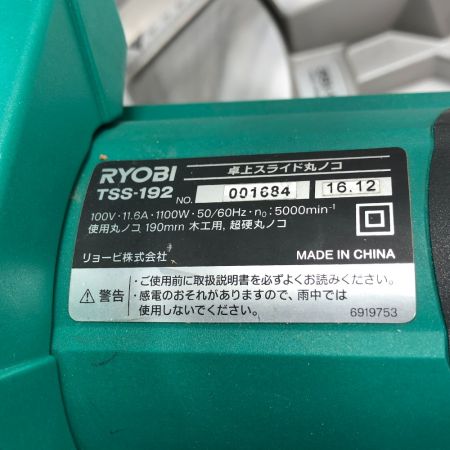 RYOBI 卓上スライド丸ノコ
TSS-192 NO. 001684 16.12
100V・11.6A・1100W・50/60Hz・n₀:5000min⁻¹
使用丸ノコ 190mm 木工用, 超硬丸ノコ
リョービ株式会社 MADE IN CHINA
⚠警告 ・ご使用前に取扱説明書を必ずよくお読みください。
・感電のおそれがありますので、雨中では
使用しないでください。
6919753